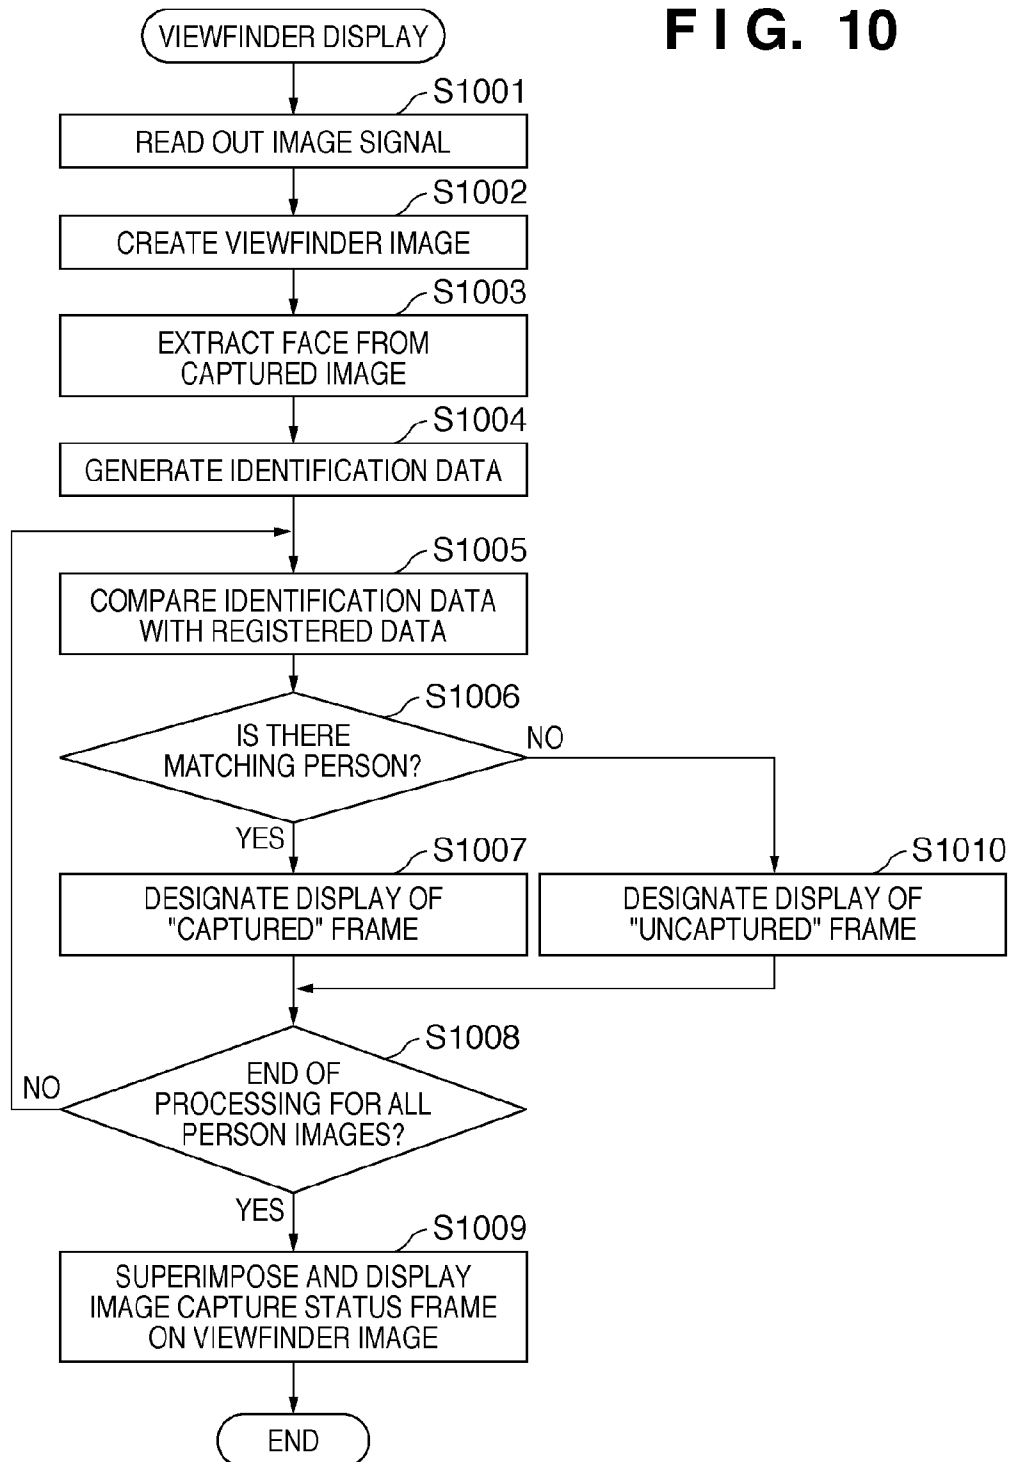 VIEWFINDER DISPLAY
FIG. 10
S1001
READ OUT IMAGE SIGNAL
S1002
CREATE VIEWFINDER IMAGE
S1003
EXTRACT FACE FROM
CAPTURED IMAGE
S1004
GENERATE IDENTIFICATION DATA
S1005
COMPARE IDENTIFICATION DATA
WITH REGISTERED DATA
S1006
IS THERE
MATCHING PERSON?
NO
YES
S1007
DESIGNATE DISPLAY OF
"CAPTURED" FRAME
S1010
DESIGNATE DISPLAY OF
"UNCAPTURED" FRAME
S1008
END OF
PROCESSING FOR ALL
PERSON IMAGES?
NO
YES
S1009
SUPERIMPOSE AND DISPLAY
IMAGE CAPTURE STATUS FRAME
ON VIEWFINDER IMAGE
END